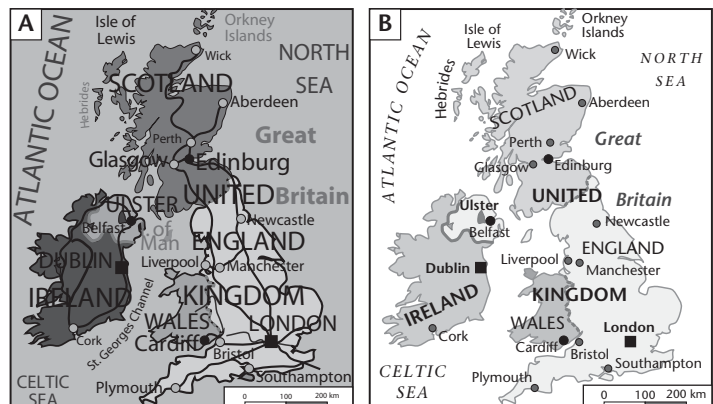 A
Isle of
Lewis
Orkney
Islands
ATLANTIC OCEAN
Hebrides
Wick
NORTH
SEA
SCOTLAND
Aberdeen
Perth
Great
Glasgow
Edinburg
UNITED
Britain
ULSTER
Belfast
of
Man
Newcastle
ENGLAND
DUBLIN
Liverpool
Manchester
IRELAND
KINGDOM
St. Georges Channel
WALES
LONDON
Cork
Cardiff
Bristol
CELTIC
SEA
Plymouth
Southampton
0 100 200 km
B
Isle of
Lewis
Orkney
Islands
ATLANTIC OCEAN
Hebrides
Wick
NORTH
SEA
SCOTLAND
Aberdeen
Perth
Great
Glasgow
Edinburg
UNITED
Britain
Ulster
Belfast
Newcastle
ENGLAND
Dublin
Liverpool
Manchester
IRELAND
KINGDOM
WALES
London
Cork
Cardiff
Bristol
CELTIC
SEA
Plymouth
Southampton
0 100 200 km